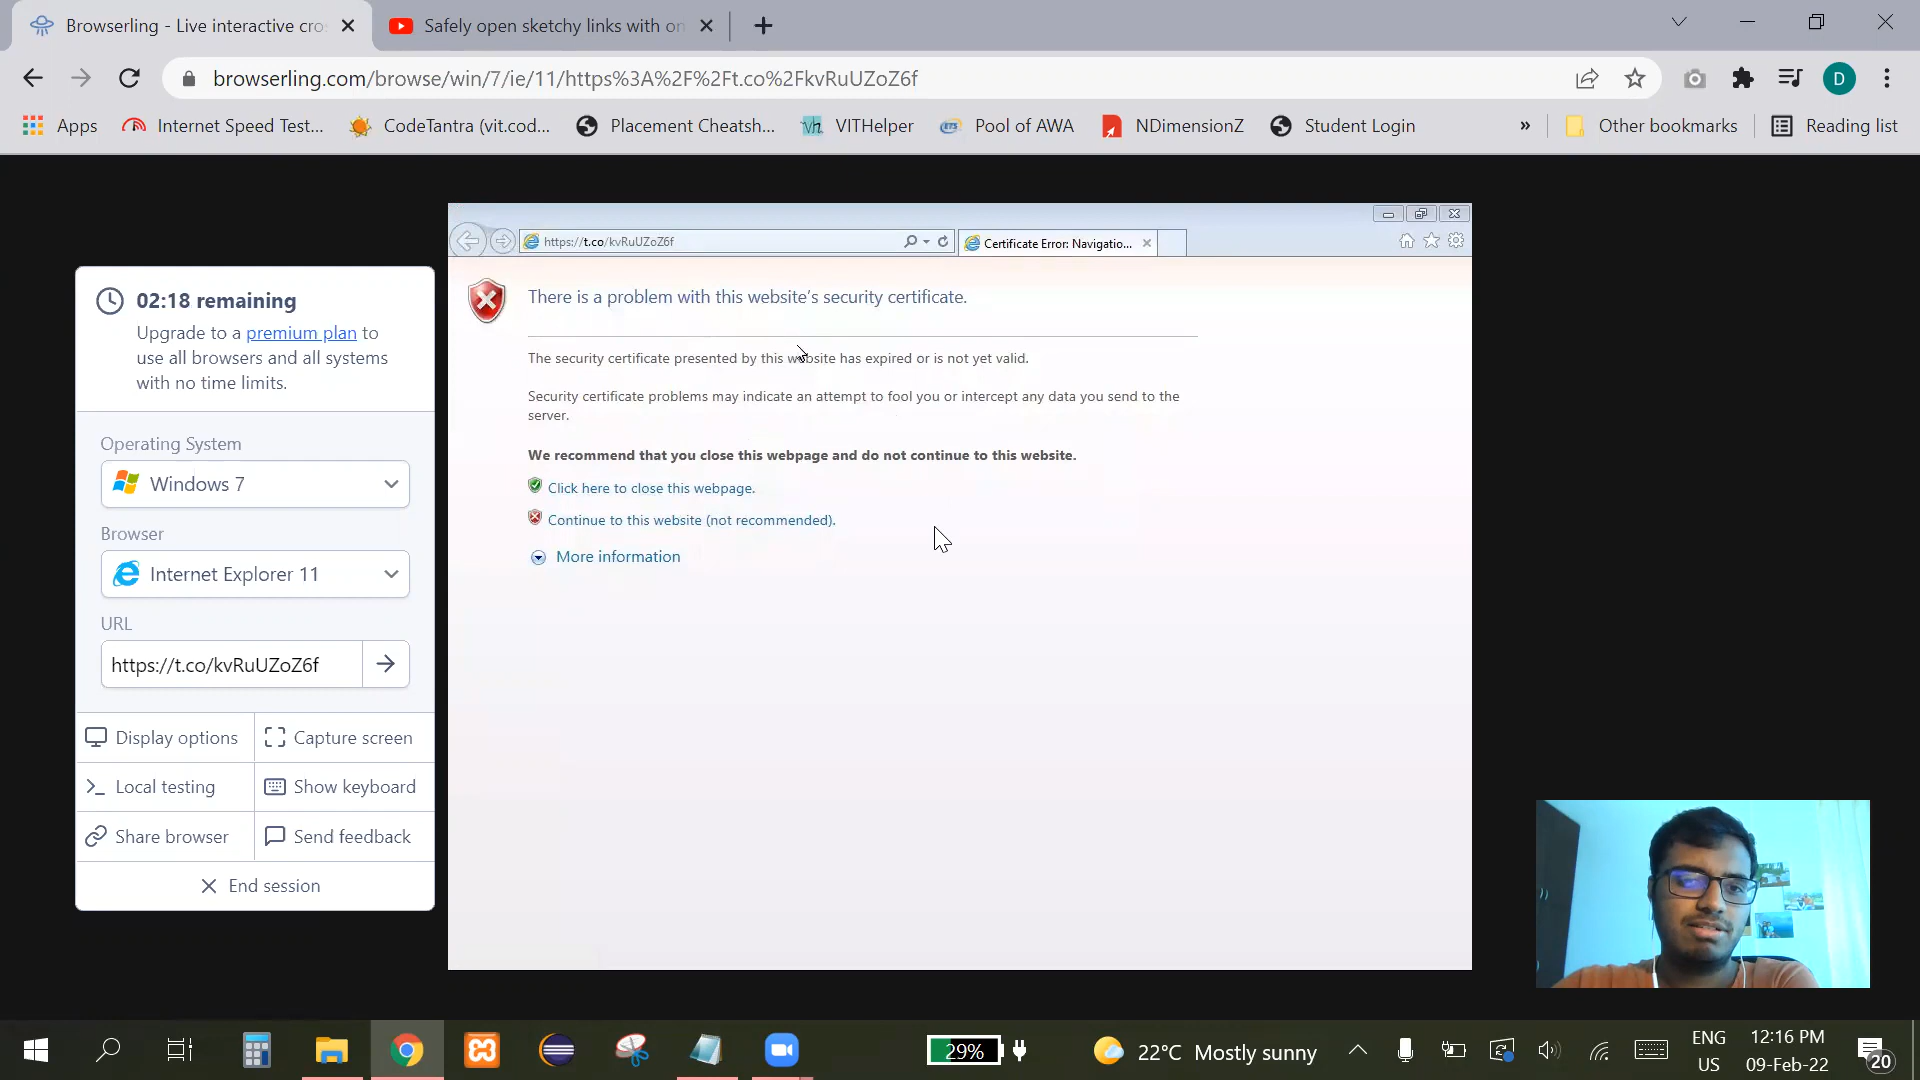 Browserling - Live interactive cro
Safely open sketchy links with on
browserling.com/browse/win/7/ie/11/https%3A%2F%2Ft.co%2FkvRuUZoZ6f
D
Apps
Internet Speed Test...
CodeTantra (vit.cod...
Placement Cheatsh...
VITHelper
Pool of AWA
NDimensionZ
Student Login
»
Other bookmarks
Reading list
02:18 remaining
Upgrade to a premium plan to
use all browsers and all systems
with no time limits.
Operating System
Windows 7
Browser
Internet Explorer 11
URL
https://t.co/kvRuUZoZ6f
Display options
Capture screen
Local testing
Show keyboard
Share browser
Send feedback
End session
https://t.co/kvRuUZoZ6f
Certificate Error: Navigatio...
There is a problem with this website's security certificate.
The security certificate presented by this website has expired or is not yet valid.
Security certificate problems may indicate an attempt to fool you or intercept any data you send to the
server.
We recommend that you close this webpage and do not continue to this website.
Click here to close this webpage.
Continue to this website (not recommended).
More information
29%
22°C Mostly sunny
ENG
US
12:16 PM
09-Feb-22
20